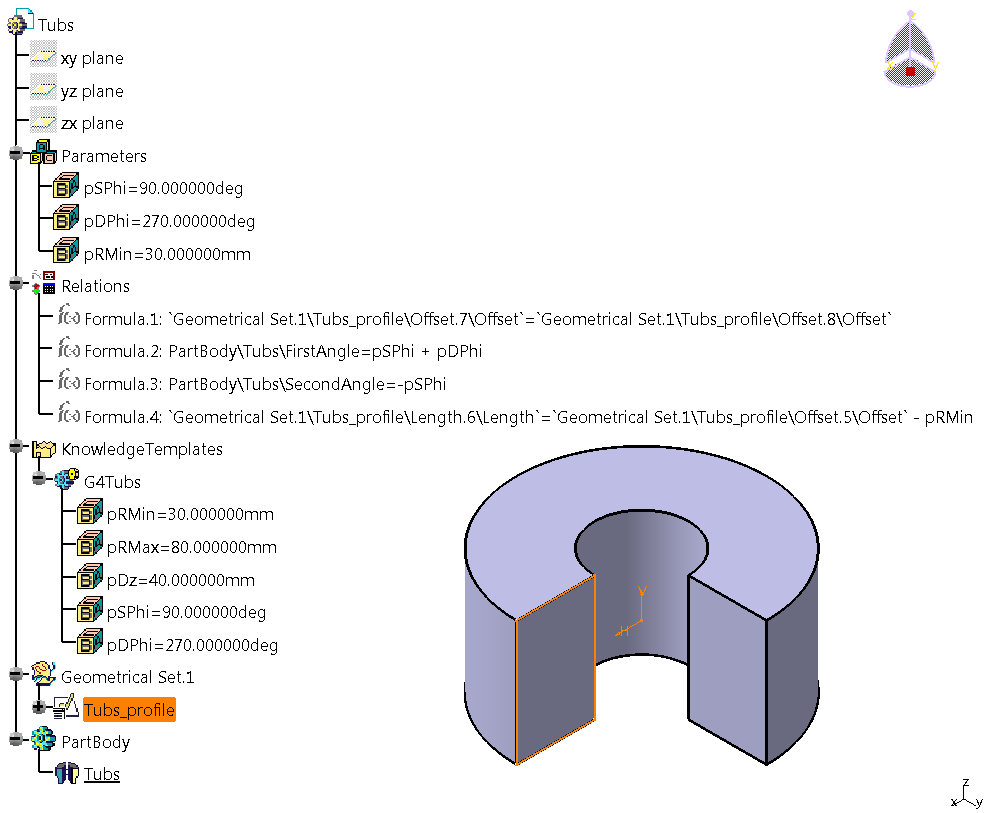 Tubs
xy plane
yz plane
zx plane
Parameters
pSPhi=90.000000deg
pDPhi=270.000000deg
pRMin=30.000000mm
Relations
Formula.1: `Geometrical Set.1\Tubs_profile\Offset.7\Offset`=`Geometrical Set.1\Tubs_profile\Offset.8\Offset`
Formula.2: PartBody\Tubs\FirstAngle=pSPhi + pDPhi
Formula.3: PartBody\Tubs\SecondAngle=-pSPhi
Formula.4: `Geometrical Set.1\Tubs_profile\Length.6\Length`=`Geometrical Set.1\Tubs_profile\Offset.5\Offset` - pRMin
KnowledgeTemplates
G4Tubs
pRMin=30.000000mm
pRMax=80.000000mm
pDz=40.000000mm
pSPhi=90.000000deg
pDPhi=270.000000deg
Geometrical Set.1
Tubs_profile
PartBody
Tubs
V
H
z
x y